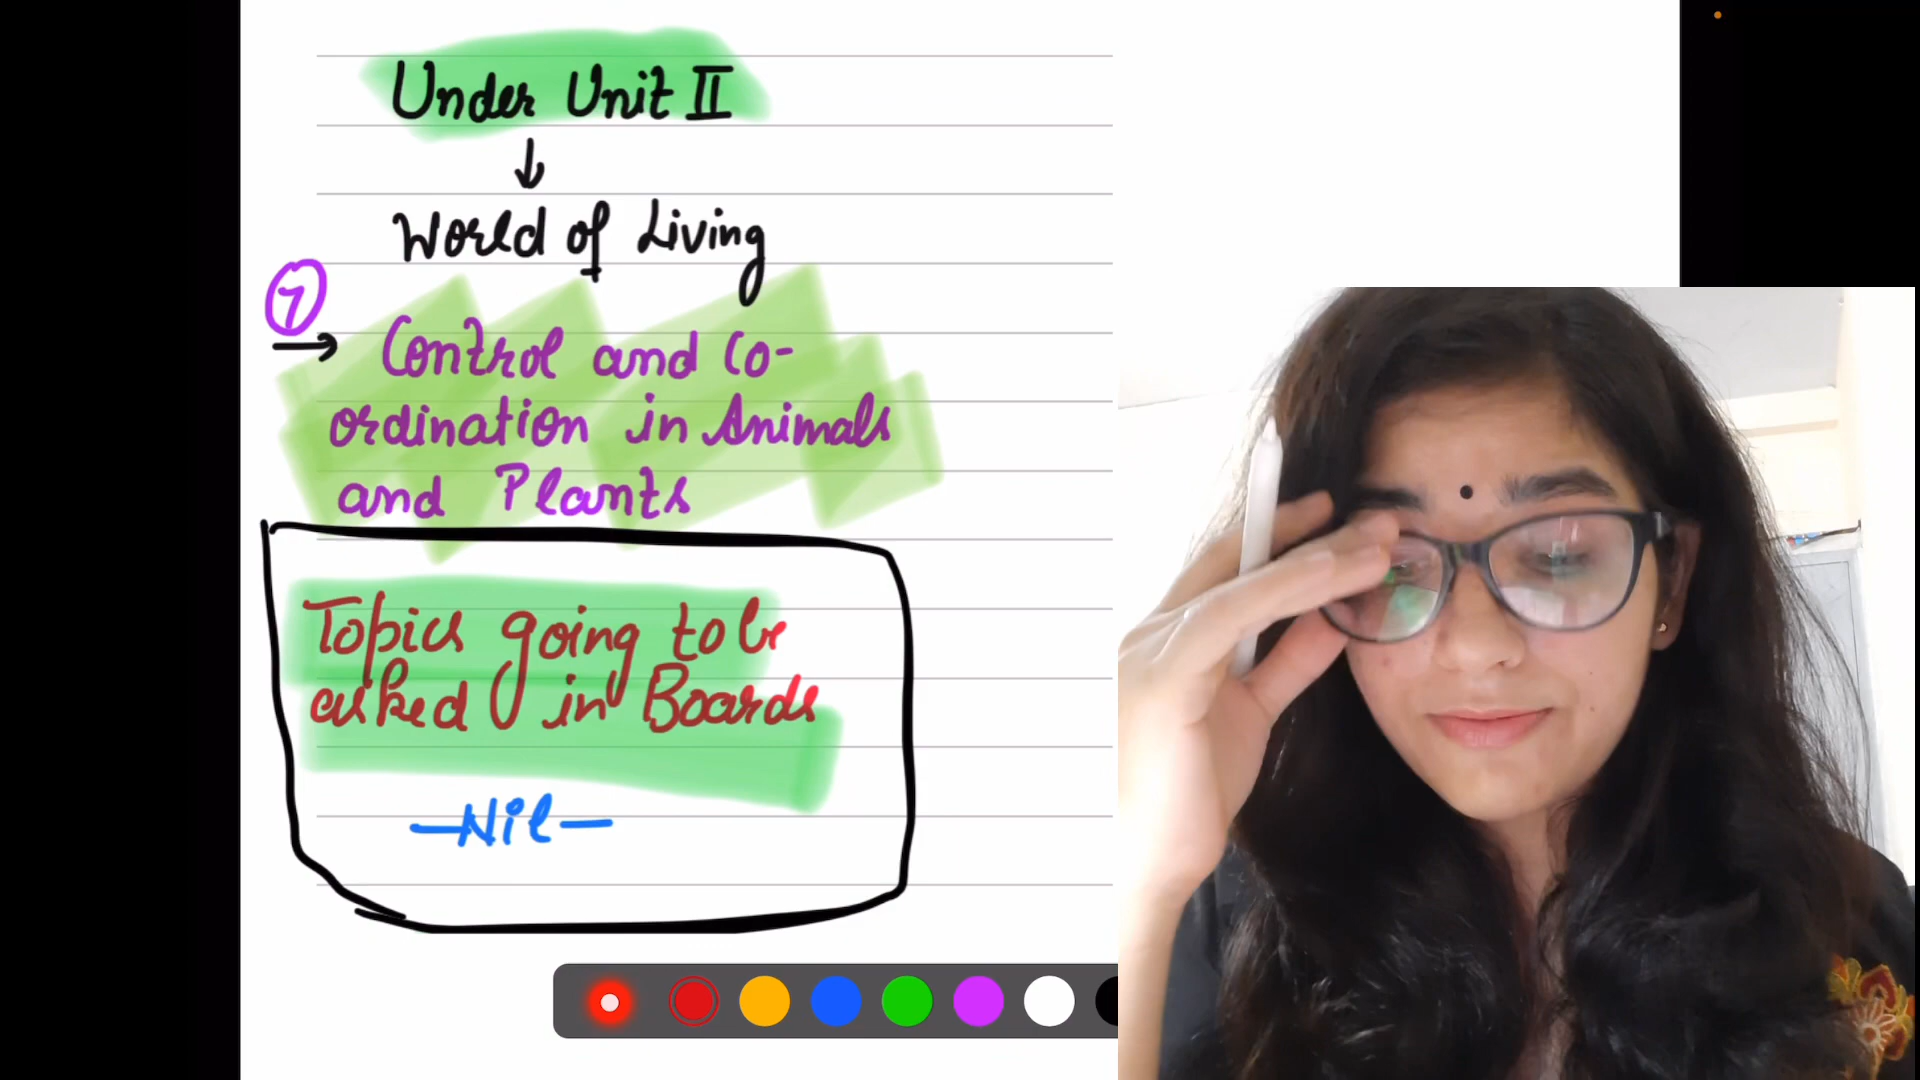 Under Unit II
World of Living
7
Control and Co-
ordination in Animals
and Plants
Topics going to be
asked in Boards
—Nil—